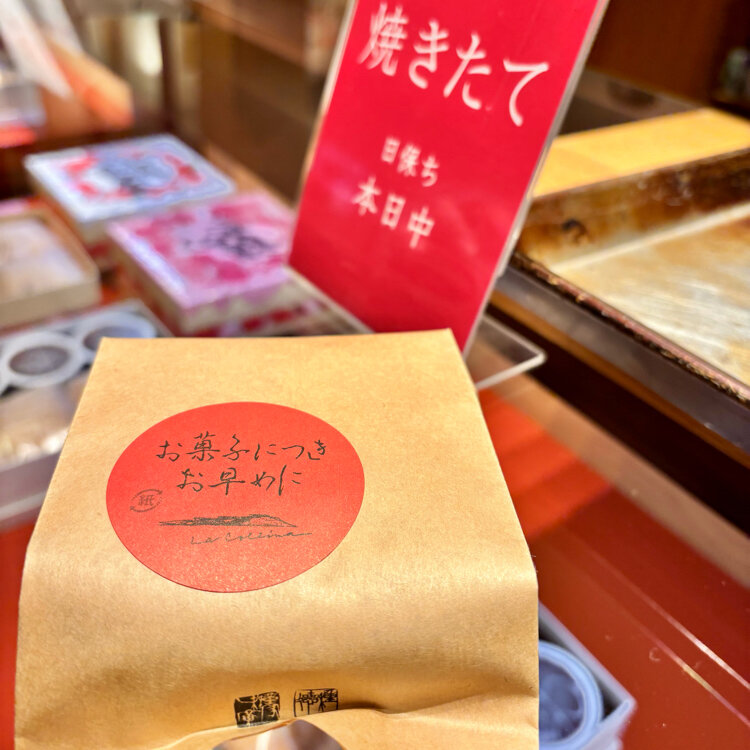 焼きたて
日保ち
本日中
お菓子につき
お早めに
紙
La Collina